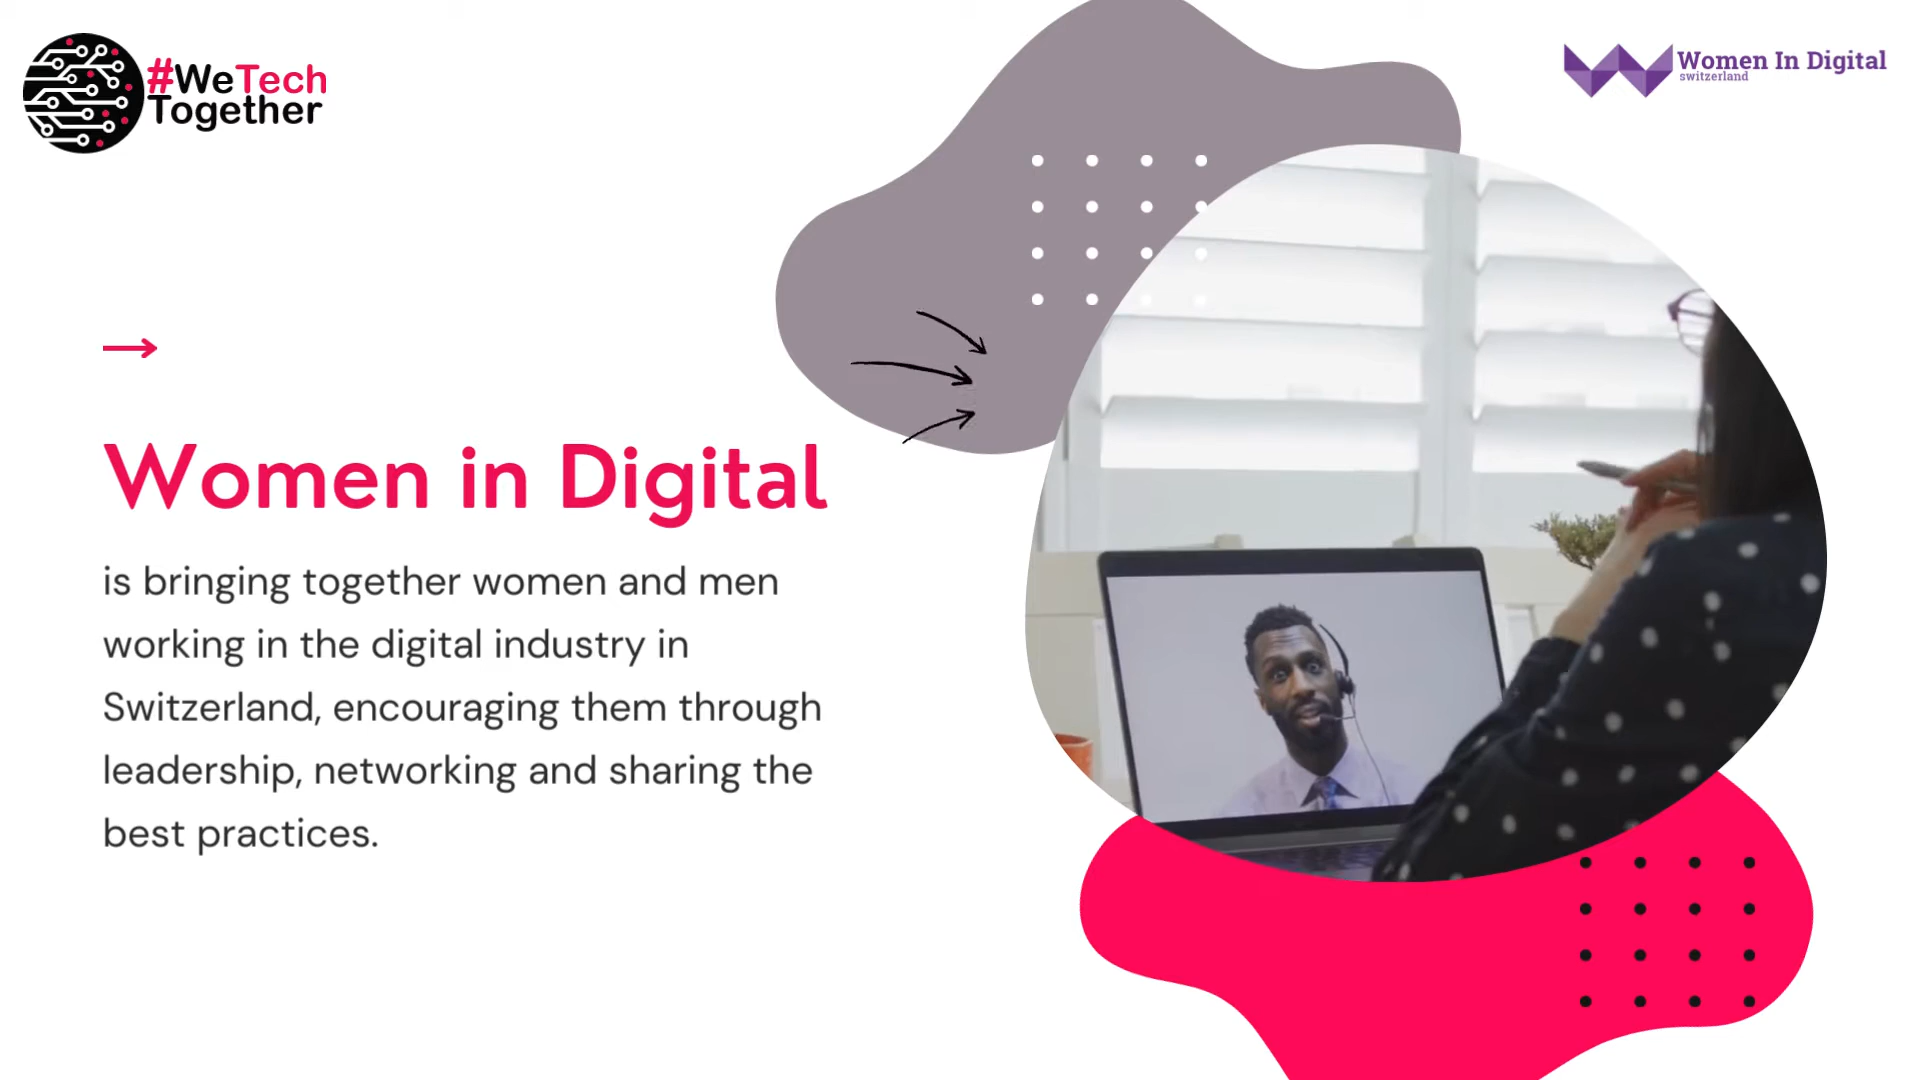 #WeTech
Together
Women In Digital
switzerland
Women in Digital
is bringing together women and men
working in the digital industry in
Switzerland, encouraging them through
leadership, networking and sharing the
best practices.